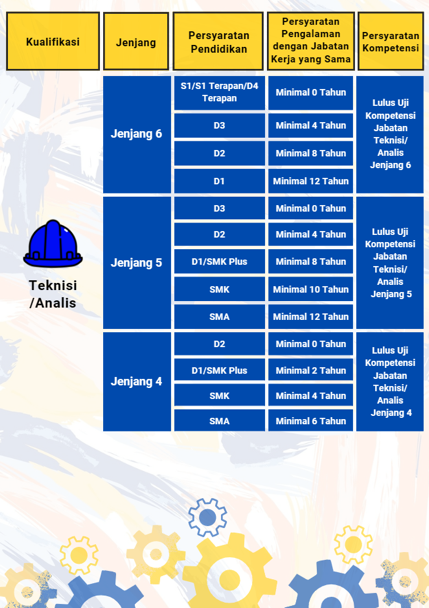 Kualifikasi
Jenjang
Persyaratan
Pendidikan
Persyaratan
Pengalaman
dengan Jabatan
Kerja yang Sama
Persyaratan
Kompetensi
Teknisi
/Analis
Jenjang 6
S1/S1 Terapan/D4
Terapan
Minimal 0 Tahun
D3
Minimal 4 Tahun
D2
Minimal 8 Tahun
D1
Minimal 12 Tahun
Lulus Uji
Kompetensi
Jabatan
Teknisi/
Analis
Jenjang 6
Jenjang 5
D3
Minimal 0 Tahun
D2
Minimal 4 Tahun
D1/SMK Plus
Minimal 8 Tahun
SMK
Minimal 10 Tahun
SMA
Minimal 12 Tahun
Lulus Uji
Kompetensi
Jabatan
Teknisi/
Analis
Jenjang 5
Jenjang 4
D2
Minimal 0 Tahun
D1/SMK Plus
Minimal 2 Tahun
SMK
Minimal 4 Tahun
SMA
Minimal 6 Tahun
Lulus Uji
Kompetensi
Jabatan
Teknisi/
Analis
Jenjang 4